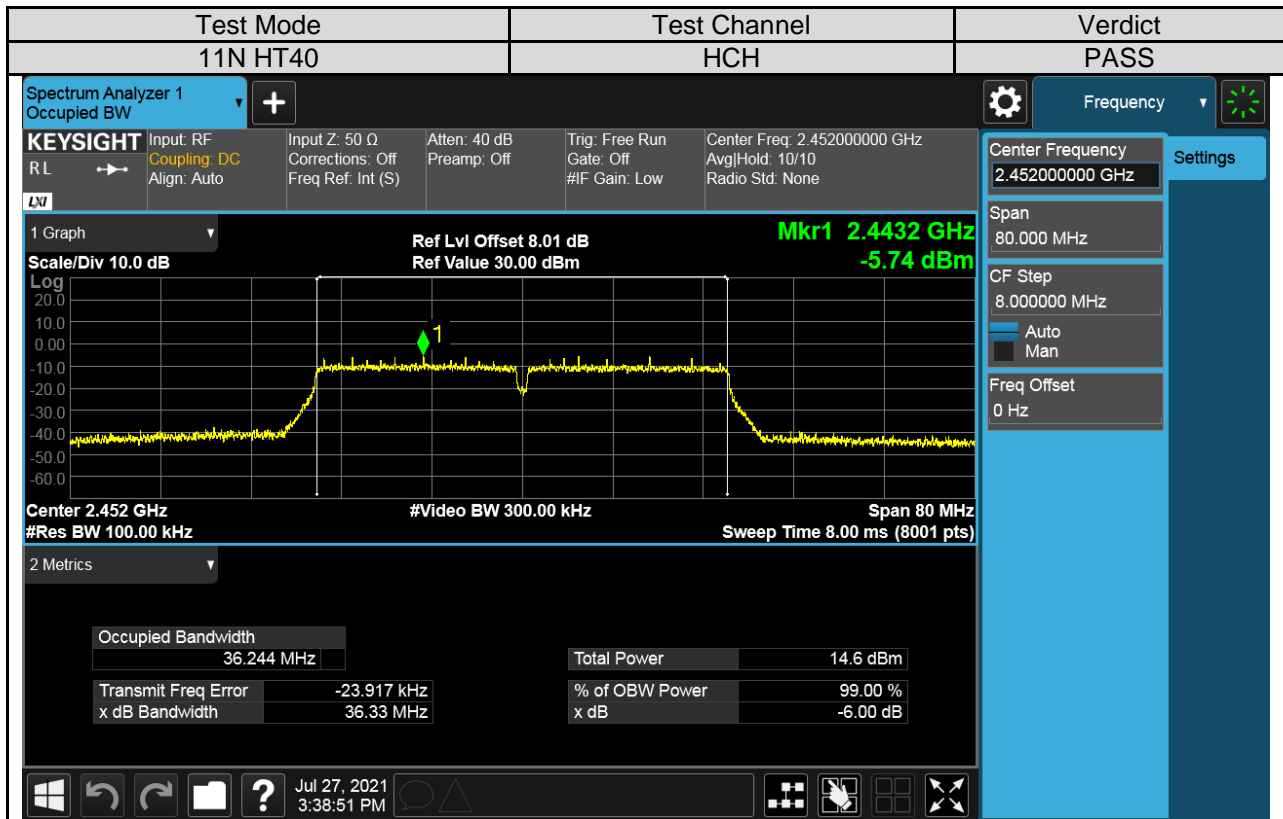 Test Mode Test Channel Verdict
11N HT40 HCH PASS
Spectrum Analyzer 1
Occupied BW
+
Frequency
KEYSIGHT
RL
LXI
Input: RF
Coupling: DC
Align: Auto
Input Z: 50 Ω
Corrections: Off
Freq Ref: Int (S)
Atten: 40 dB
Preamp: Off
Trig: Free Run
Gate: Off
#IF Gain: Low
Center Freq: 2.452000000 GHz
Avg|Hold: 10/10
Radio Std: None
Center Frequency
2.452000000 GHz
Settings
Span
80.000 MHz
CF Step
8.000000 MHz
Auto
Man
Freq Offset
0 Hz
1 Graph
Scale/Div 10.0 dB
Ref Lvl Offset 8.01 dB
Ref Value 30.00 dBm
Mkr1 2.4432 GHz
-5.74 dBm
Log
20.0
10.0
0.00
-10.0
-20.0
-30.0
-40.0
-50.0
-60.0
1
Center 2.452 GHz #Video BW 300.00 kHz Span 80 MHz
#Res BW 100.00 kHz Sweep Time 8.00 ms (8001 pts)
2 Metrics
Occupied Bandwidth
36.244 MHz
Total Power 14.6 dBm
Transmit Freq Error -23.917 kHz % of OBW Power 99.00 %
x dB Bandwidth 36.33 MHz x dB -6.00 dB
?
Jul 27, 2021
3:38:51 PM